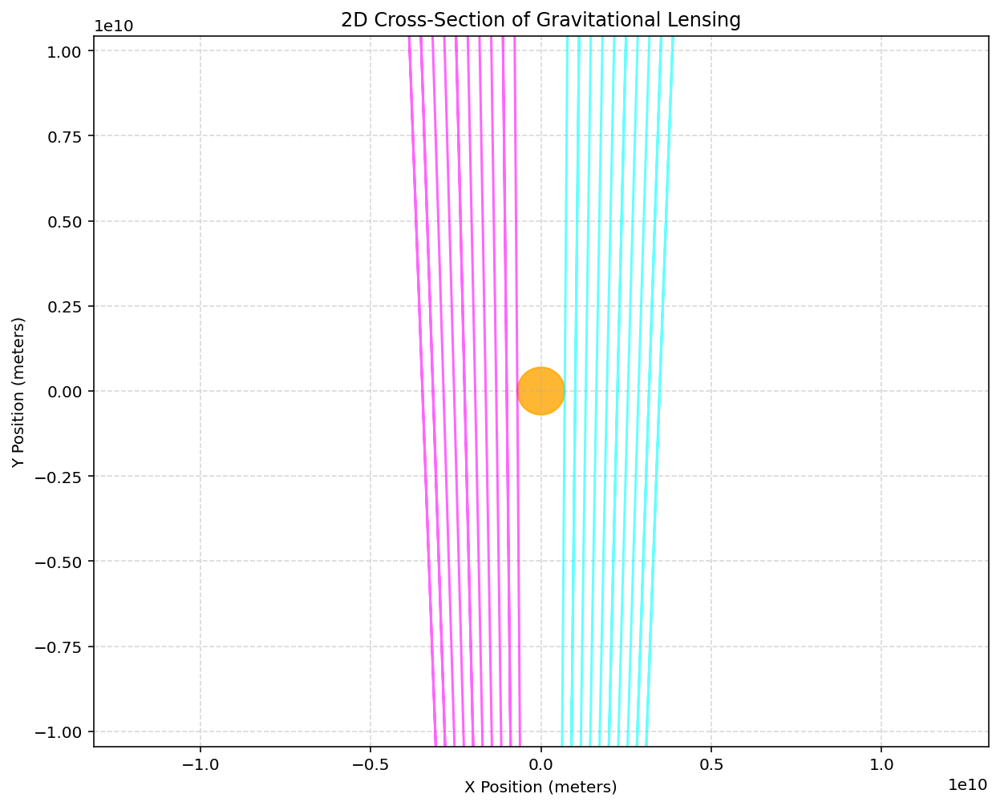 2D Cross-Section of Gravitational Lensing
1e10
1.00
0.75
0.50
0.25
0.00
−0.25
−0.50
−0.75
−1.00
Y Position (meters)
−1.0
−0.5
0.0
0.5
1.0
X Position (meters)
1e10